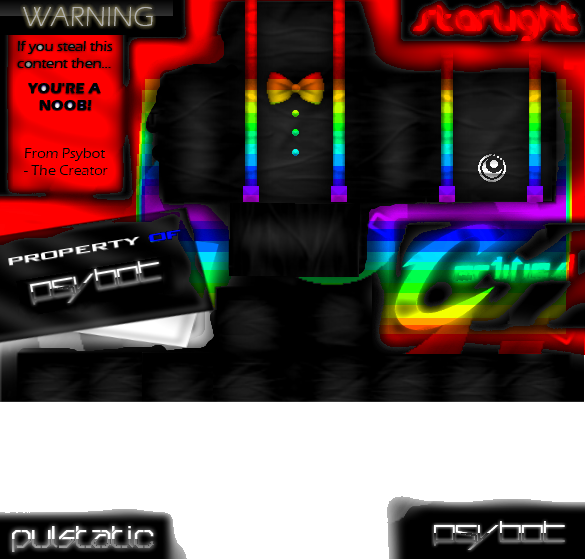 WARNING
If you steal this
content then...
YOU'RE A
NOOB!
From Psybot
- The Creator
starlight
PROPERTY OF
psybot
Certified
pulstatic
psybot